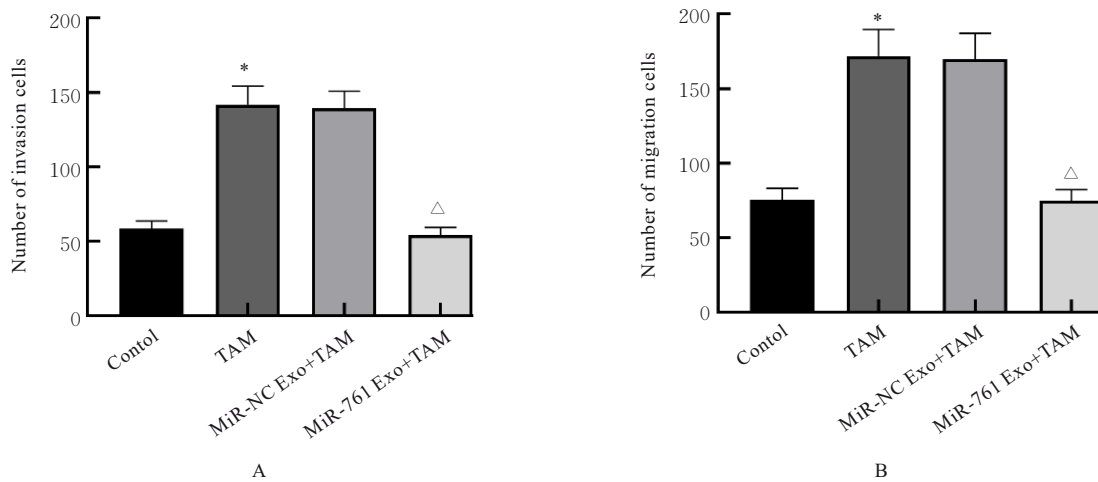 Number of invasion cells
200
150
100
50
0
*
△
Contol
TAM
MiR-NC Exo+TAM
MiR-761 Exo+TAM
A
Number of migration cells
200
150
100
50
0
*
△
Contol
TAM
MiR-NC Exo+TAM
MiR-761 Exo+TAM
B